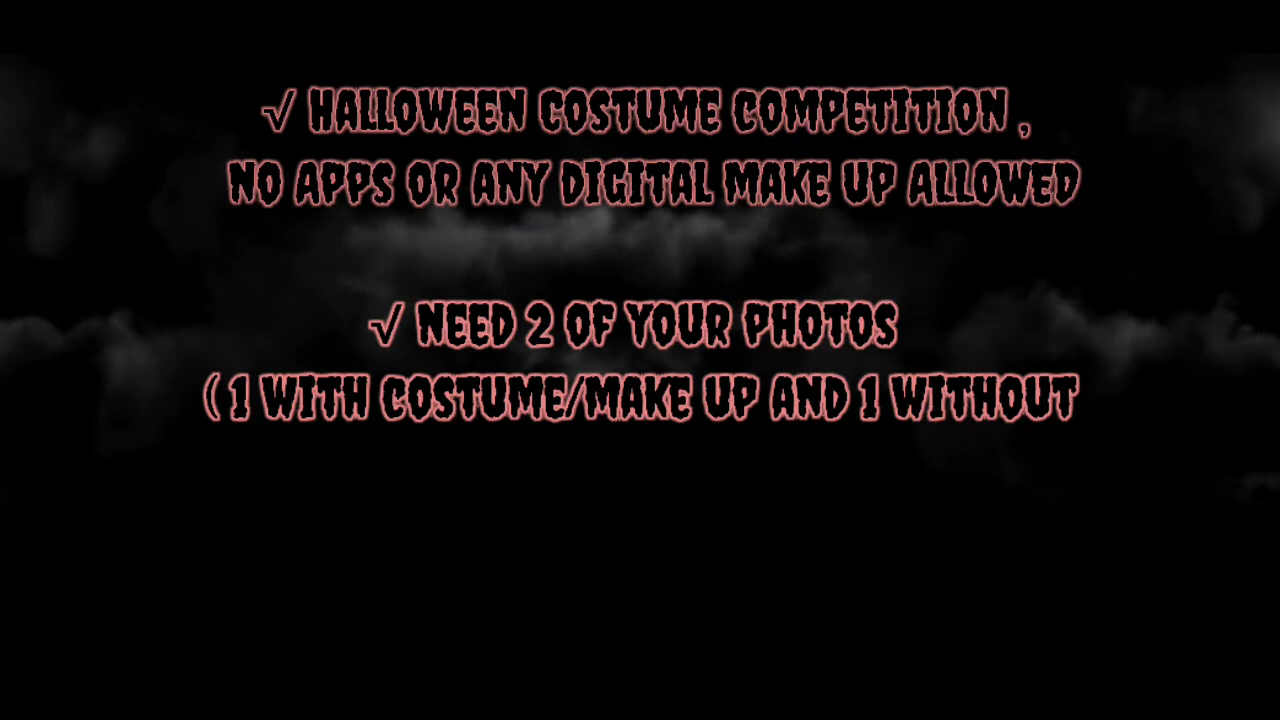 √ HALLOWEEN COSTUME COMPETITION ,
NO APPS OR ANY DIGITAL MAKE UP ALLOWED
√ NEED 2 OF YOUR PHOTOS
( 1 WITH COSTUME/MAKE UP AND 1 WITHOUT